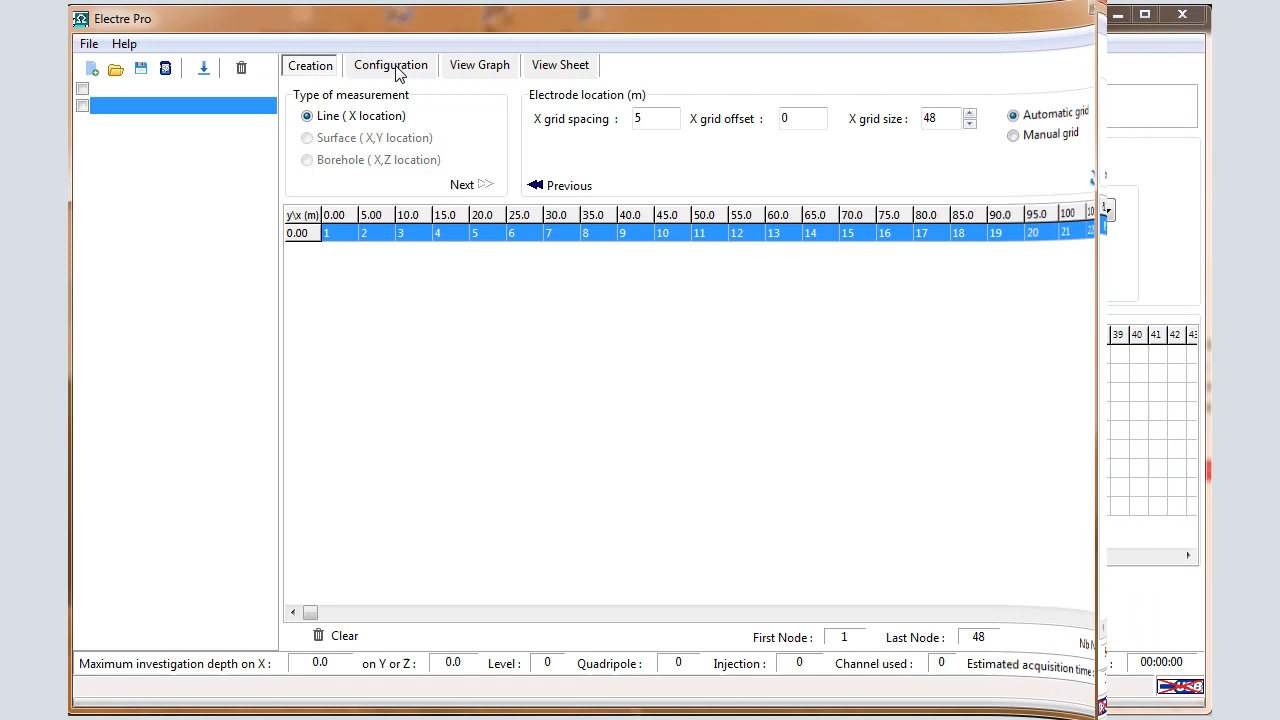 Electre Pro
File Help
Creation Configuration View Graph View Sheet
Type of measurement
Line ( X location)
Surface ( X,Y location)
Borehole ( X,Z location)
Next
Electrode location (m)
X grid spacing : 5 X grid offset : 0 X grid size : 48
Automatic grid
Manual grid
Previous
y\x (m) 0.00 5.00 10.0 15.0 20.0 25.0 30.0 35.0 40.0 45.0 50.0 55.0 60.0 65.0 70.0 75.0 80.0 85.0 90.0 95.0 100
0.00 1 2 3 4 5 6 7 8 9 10 11 12 13 14 15 16 17 18 19 20 21 22
39 40 41 42 43
Clear
First Node : 1 Last Node : 48
Maximum investigation depth on X : 0.0 on Y Or Z : 0.0 Level : 0 Quadripole : 0 Injection : 0 Channel used : 0 Estimated acquisition time : 00:00:00